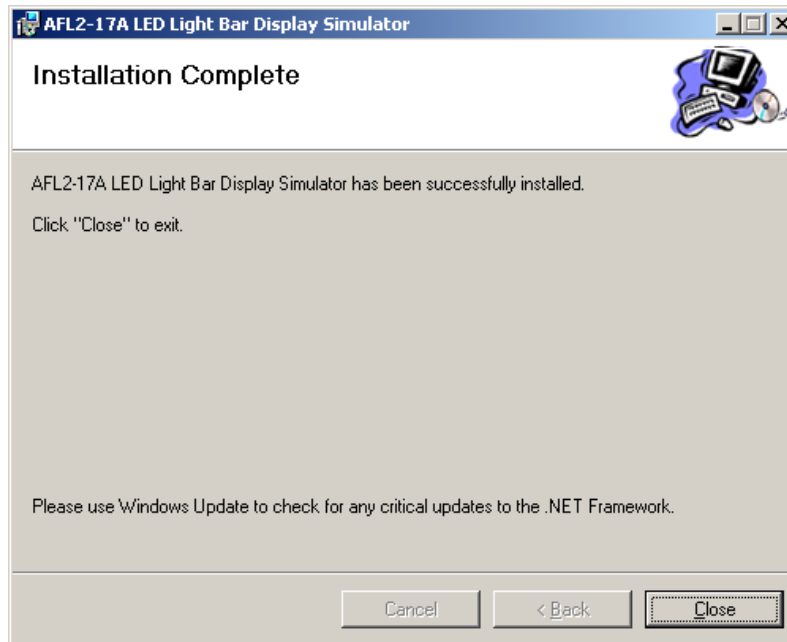 AFL2-17A LED Light Bar Display Simulator
Installation Complete
AFL2-17A LED Light Bar Display Simulator has been successfully installed.
Click "Close" to exit.
Please use Windows Update to check for any critical updates to the .NET Framework.
Cancel
< Back
Close